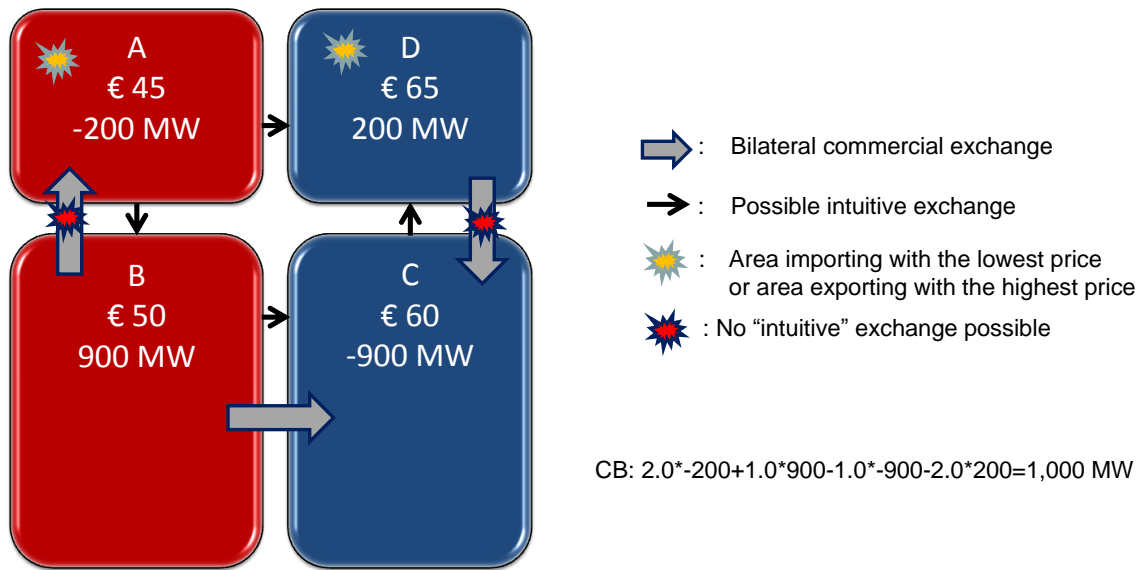 A
€ 45
-200 MW
D
€ 65
200 MW
B
€ 50
900 MW
C
€ 60
-900 MW
: Bilateral commercial exchange
: Possible intuitive exchange
: Area importing with the lowest price
or area exporting with the highest price
: No “intuitive” exchange possible
CB: 2.0*-200+1.0*900-1.0*-900-2.0*200=1,000 MW